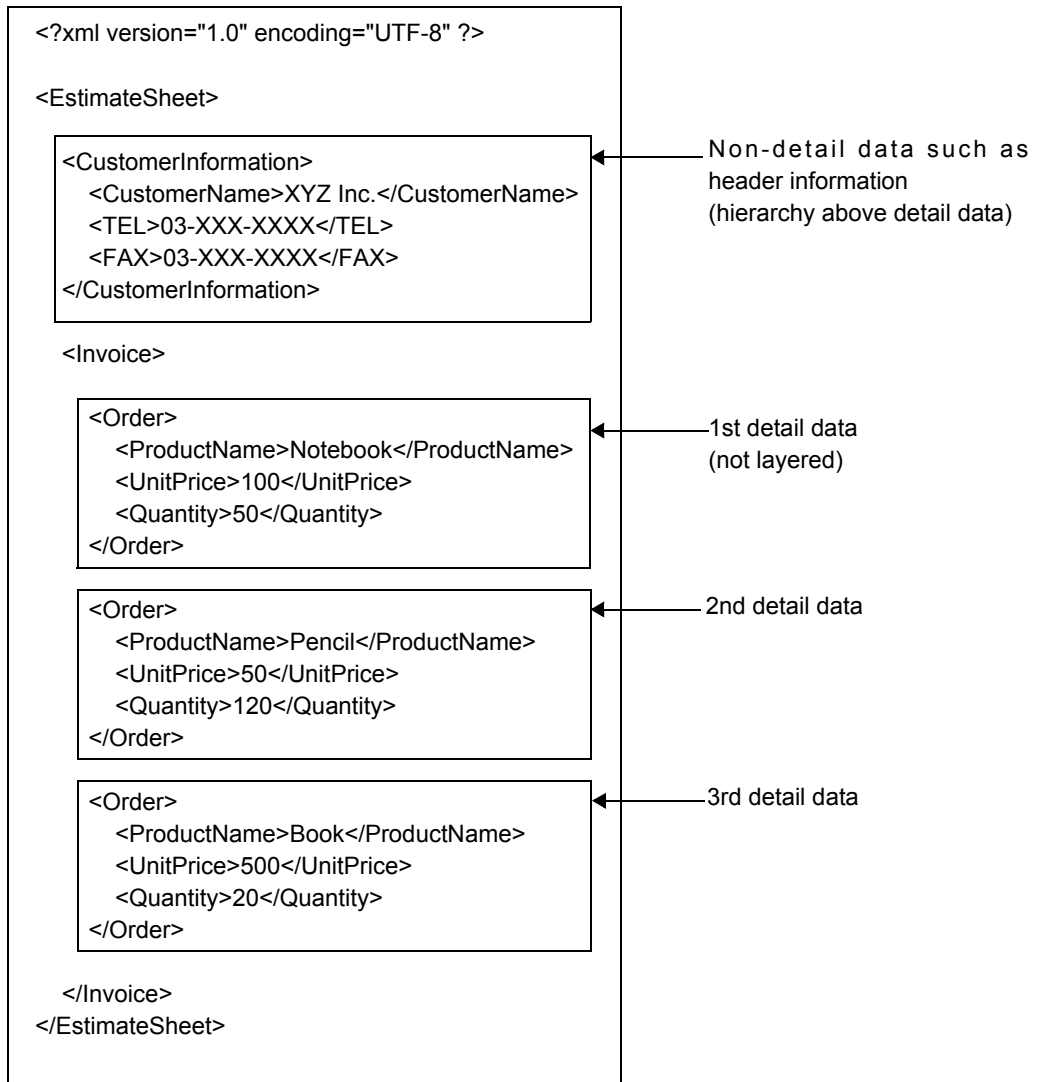 <?xml version="1.0" encoding="UTF-8" ?>
<EstimateSheet>
<CustomerInformation>
<CustomerName>XYZ Inc.</CustomerName>
<TEL>03-XXX-XXXX</TEL>
<FAX>03-XXX-XXXX</FAX>
</CustomerInformation>
Non-detail data such as
header information
(hierarchy above detail data)
<Invoice>
<Order>
<ProductName>Notebook</ProductName>
<UnitPrice>100</UnitPrice>
<Quantity>50</Quantity>
</Order>
1st detail data
(not layered)
<Order>
<ProductName>Pencil</ProductName>
<UnitPrice>50</UnitPrice>
<Quantity>120</Quantity>
</Order>
2nd detail data
<Order>
<ProductName>Book</ProductName>
<UnitPrice>500</UnitPrice>
<Quantity>20</Quantity>
</Order>
3rd detail data
</Invoice>
</EstimateSheet>